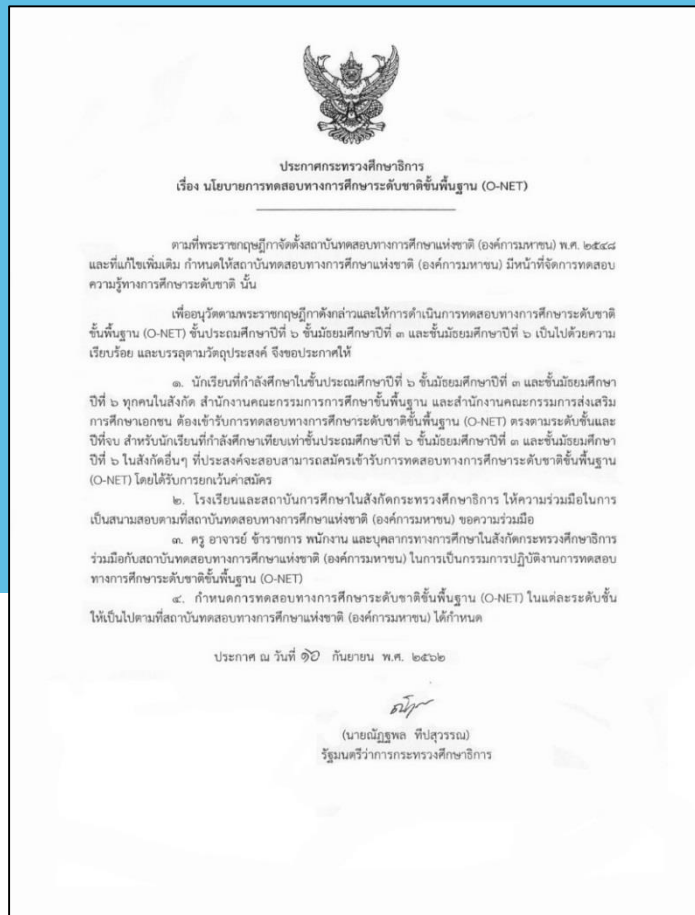 ประกาศกระทรวงศึกษาธิการ
เรื่อง นโยบายการทดสอบทางการศึกษาระดับชาติขั้นพื้นฐาน (O-NET)
ตามที่พระราชกฤษฎีกาจัดตั้งสถาบันทดสอบทางการศึกษาแห่งชาติ (องค์การมหาชน) พ.ศ. ๒๕๔๘
และที่แก้ไขเพิ่มเติม กำหนดให้สถาบันทดสอบทางการศึกษาแห่งชาติ (องค์การมหาชน) มีหน้าที่จัดการทดสอบ
ความรู้ทางการศึกษาระดับชาติ นั้น
เพื่ออนุวัตตามพระราชกฤษฎีกาดังกล่าวและให้การดำเนินการทดสอบทางการศึกษาระดับชาติ
ขั้นพื้นฐาน (O-NET) ชั้นประถมศึกษาปีที่ ๖ ชั้นมัธยมศึกษาปีที่ ๓ และชั้นมัธยมศึกษาปีที่ ๖ เป็นไปด้วยความ
เรียบร้อย และบรรลุตามวัตถุประสงค์ จึงขอประกาศให้
๑. นักเรียนที่กำลังศึกษาในชั้นประถมศึกษาปีที่ ๖ ชั้นมัธยมศึกษาปีที่ ๓ และชั้นมัธยมศึกษา
ปีที่ ๖ ทุกคนในสังกัด สำนักงานคณะกรรมการการศึกษาขั้นพื้นฐาน และสำนักงานคณะกรรมการส่งเสริม
การศึกษาเอกชน ต้องเข้ารับการทดสอบทางการศึกษาระดับชาติขั้นพื้นฐาน (O-NET) ตรงตามระดับชั้นและ
ปีที่จบ สำหรับนักเรียนที่กำลังศึกษาเทียบเท่าชั้นประถมศึกษาปีที่ ๖ ชั้นมัธยมศึกษาปีที่ ๓ และชั้นมัธยมศึกษา
ปีที่ ๖ ในสังกัดอื่นๆ ที่ประสงค์จะสอบสามารถสมัครเข้ารับการทดสอบทางการศึกษาระดับชาติขั้นพื้นฐาน
(O-NET) โดยได้รับการยกเว้นค่าสมัคร
๒. โรงเรียนและสถาบันการศึกษาในสังกัดกระทรวงศึกษาธิการ ให้ความร่วมมือในการ
เป็นสนามสอบตามที่สถาบันทดสอบทางการศึกษาแห่งชาติ (องค์การมหาชน) ขอความร่วมมือ
๓. ครู อาจารย์ ข้าราชการ พนักงาน และบุคลากรทางการศึกษาในสังกัดกระทรวงศึกษาธิการ
ร่วมมือกับสถาบันทดสอบทางการศึกษาแห่งชาติ (องค์การมหาชน) ในการเป็นกรรมการปฏิบัติงานการทดสอบ
ทางการศึกษาระดับชาติขั้นพื้นฐาน (O-NET)
๔. กำหนดการทดสอบทางการศึกษาระดับชาติขั้นพื้นฐาน (O-NET) ในแต่ละระดับชั้น
ให้เป็นไปตามที่สถาบันทดสอบทางการศึกษาแห่งชาติ (องค์การมหาชน) ได้กำหนด
ประกาศ ณ วันที่ ๑๖ กันยายน พ.ศ. ๒๕๖๒
(นายณัฏฐพล ทีปสุวรรณ)
รัฐมนตรีว่าการกระทรวงศึกษาธิการ